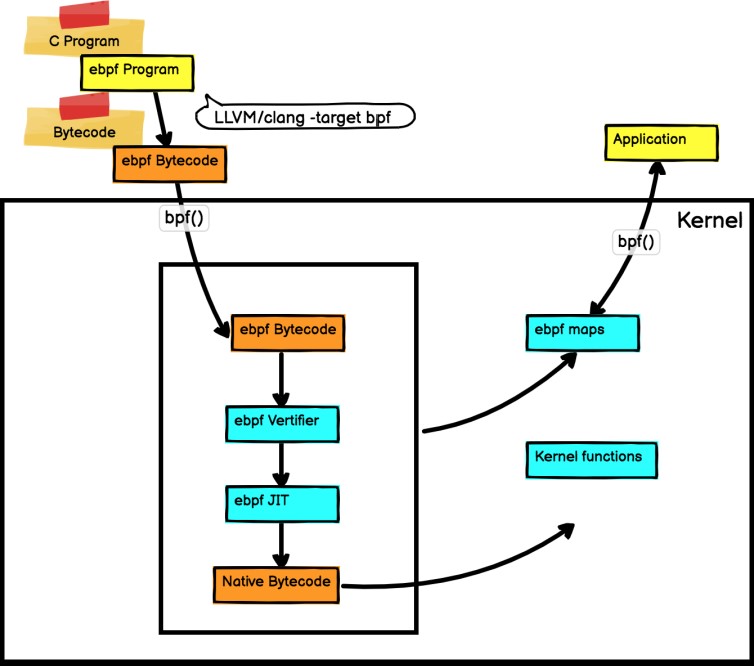 C Program
ebpf Program
LLVM/clang -target bpf
Bytecode
ebpf Bytecode
Application
bpf()
Kernel
bpf()
ebpf Bytecode
ebpf maps
ebpf Vertifier
Kernel functions
ebpf JIT
Native Bytecode